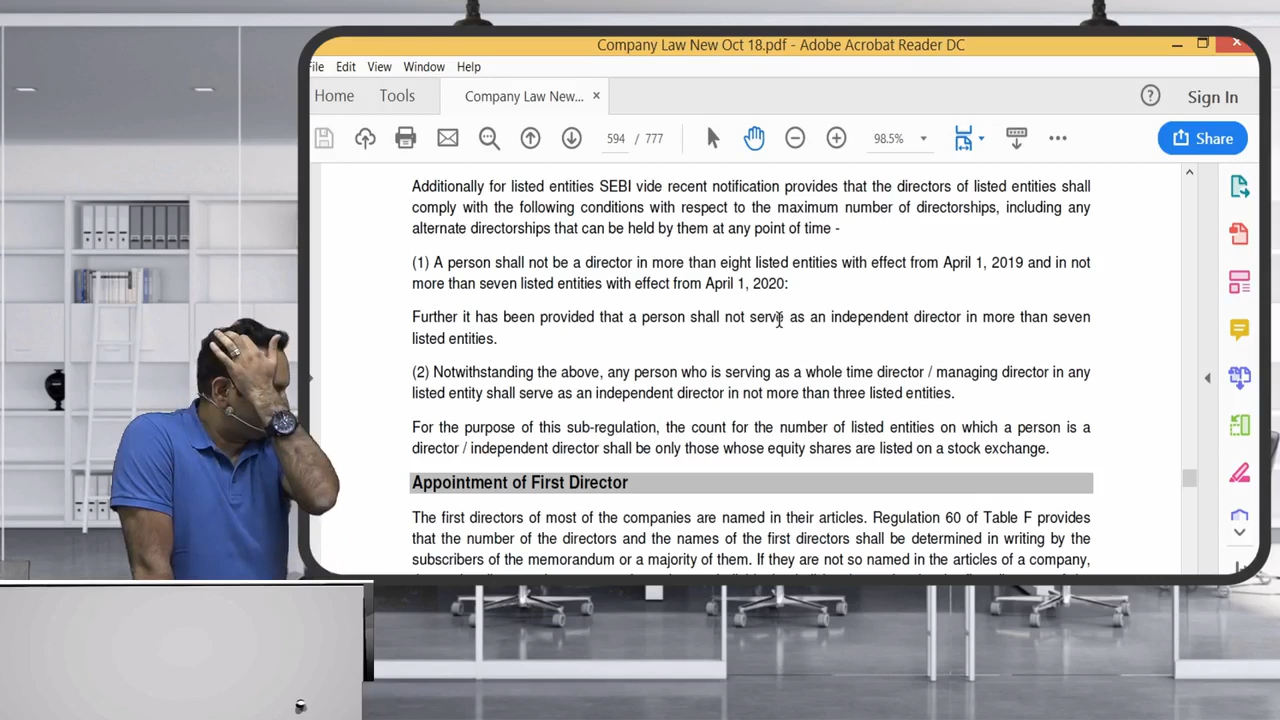 Company Law New Oct 18.pdf - Adobe Acrobat Reader DC
File Edit View Window Help
Home Tools Company Law New... × Sign In
594 / 777 98.5% Share
Additionally for listed entities SEBI vide recent notification provides that the directors of listed entities shall
comply with the following conditions with respect to the maximum number of directorships, including any
alternate directorships that can be held by them at any point of time -
(1) A person shall not be a director in more than eight listed entities with effect from April 1, 2019 and in not
more than seven listed entities with effect from April 1, 2020:
Further it has been provided that a person shall not serve as an independent director in more than seven
listed entities.
(2) Notwithstanding the above, any person who is serving as a whole time director / managing director in any
listed entity shall serve as an independent director in not more than three listed entities.
For the purpose of this sub-regulation, the count for the number of listed entities on which a person is a
director / independent director shall be only those whose equity shares are listed on a stock exchange.
Appointment of First Director
The first directors of most of the companies are named in their articles. Regulation 60 of Table F provides
that the number of the directors and the names of the first directors shall be determined in writing by the
subscribers of the memorandum or a majority of them. If they are not so named in the articles of a company,